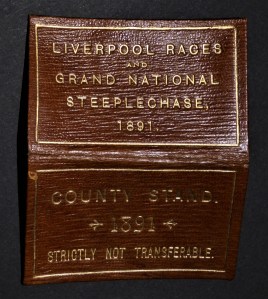 LIVERPOOL RACES
AND
GRAND NATIONAL
STEEPLECHASE.
1891.
COUNTY STAND.
1891
STRICTLY NOT TRANSFERABLE.